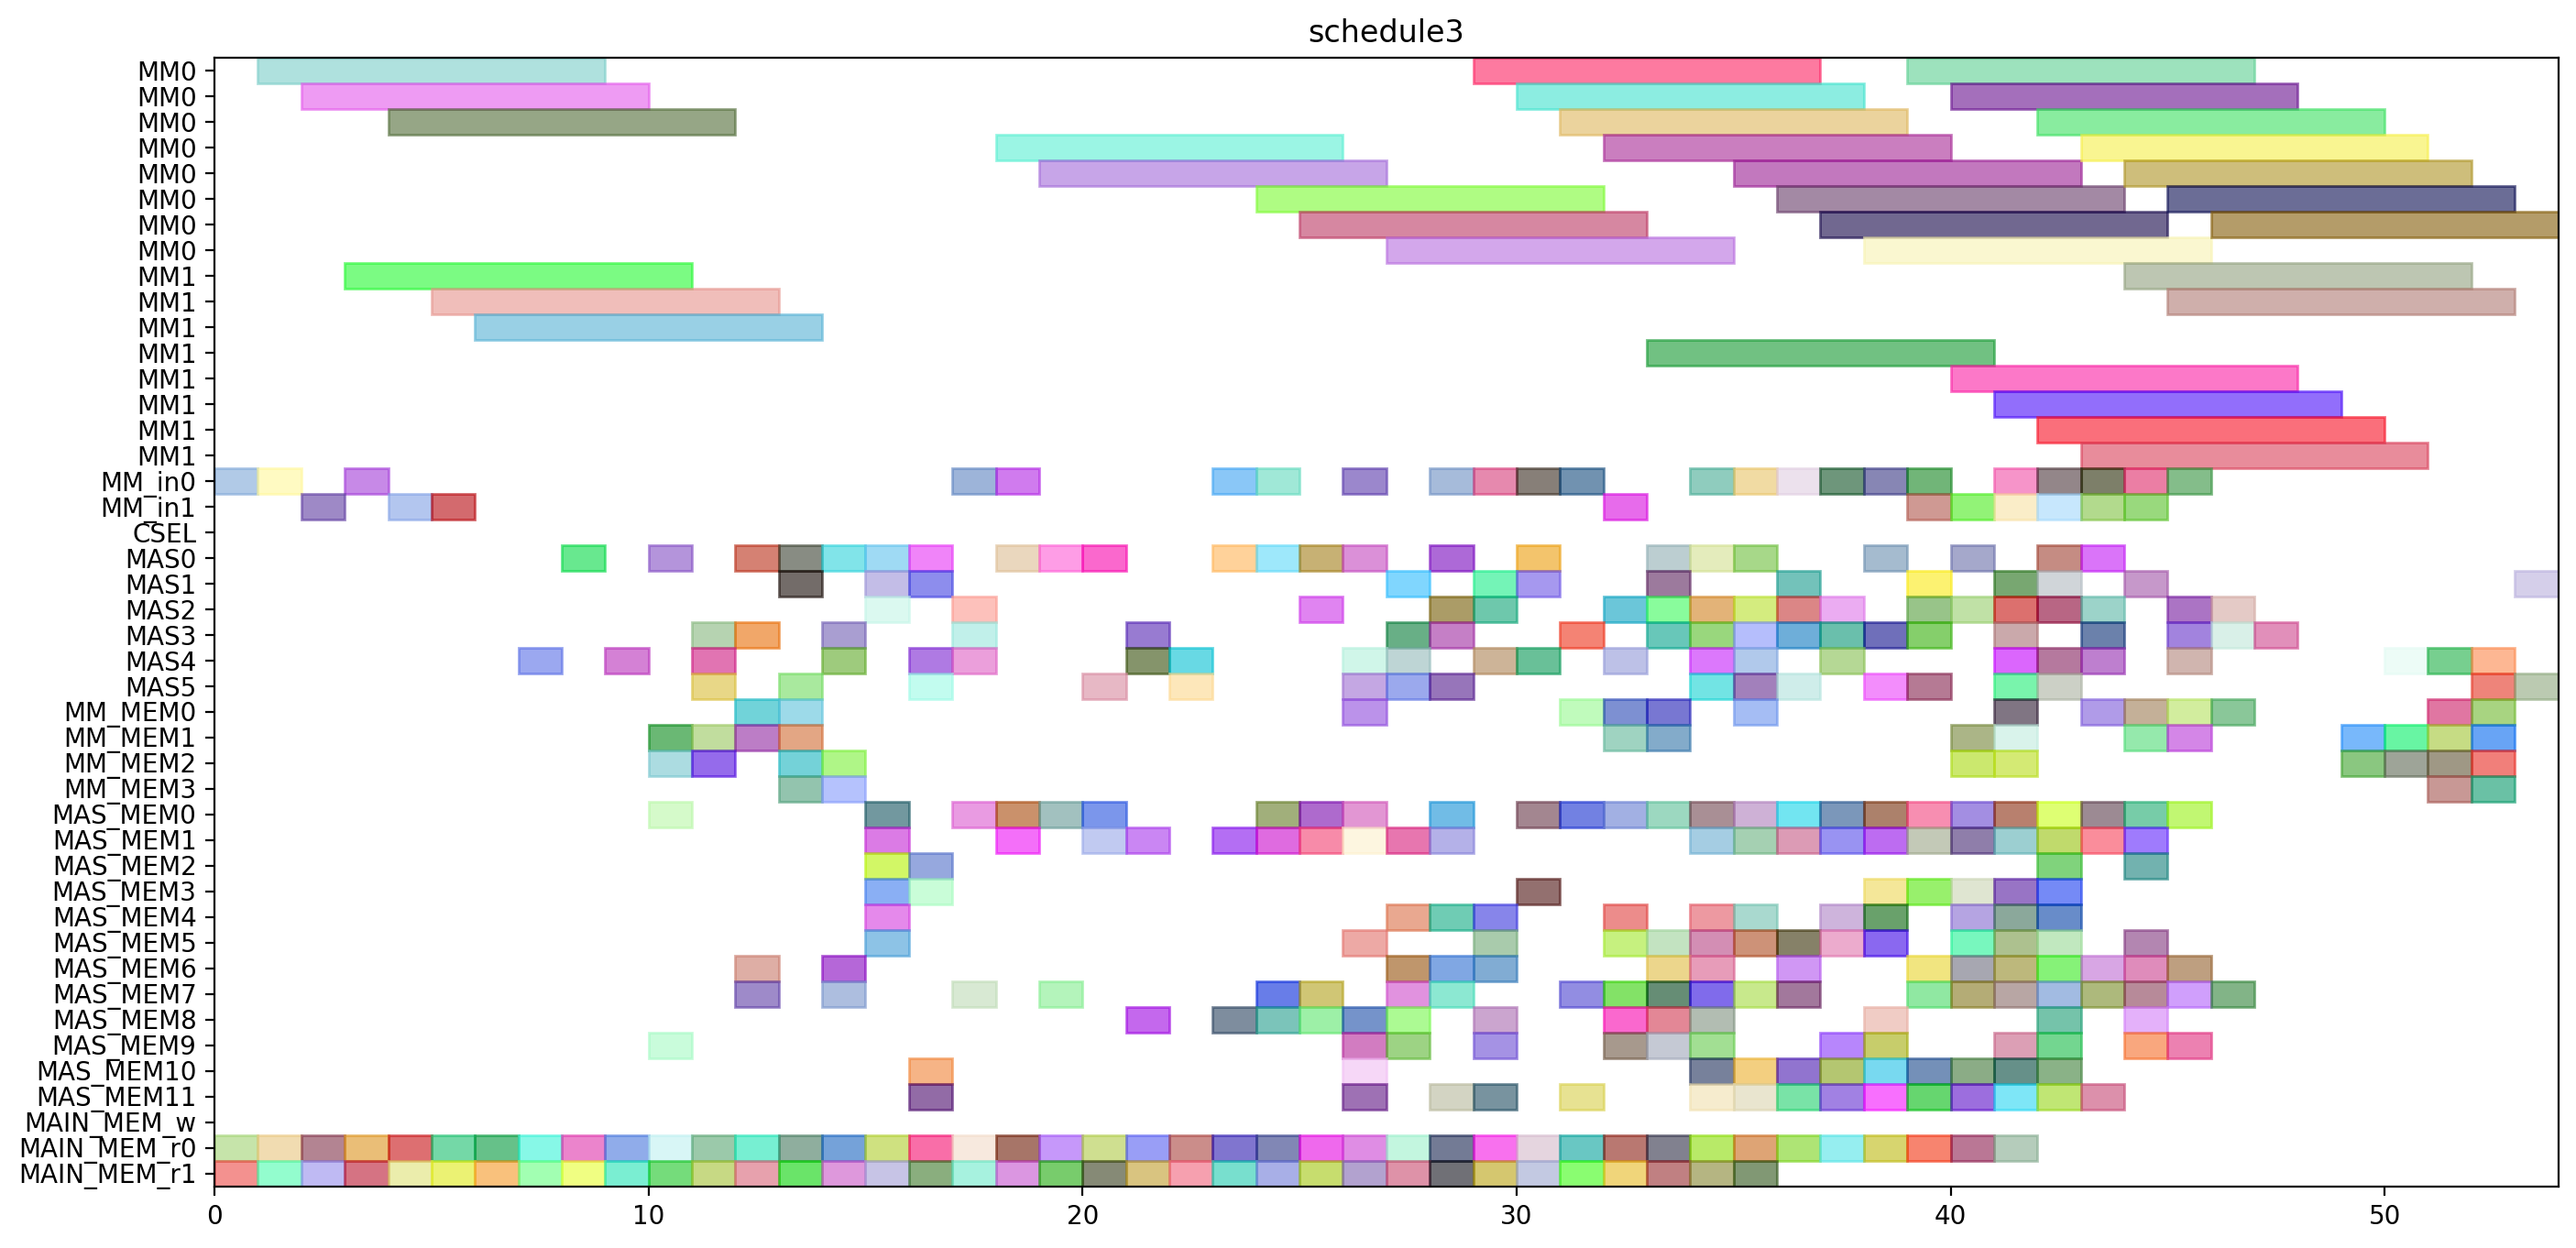 schedule3
MM0
MM0
MM0
MM0
MM0
MM0
MM0
MM0
MM1
MM1
MM1
MM1
MM1
MM1
MM1
MM1
MM_in0
MM_in1
CSEL
MAS0
MAS1
MAS2
MAS3
MAS4
MAS5
MM_MEM0
MM_MEM1
MM_MEM2
MM_MEM3
MAS_MEM0
MAS_MEM1
MAS_MEM2
MAS_MEM3
MAS_MEM4
MAS_MEM5
MAS_MEM6
MAS_MEM7
MAS_MEM8
MAS_MEM9
MAS_MEM10
MAS_MEM11
MAIN_MEM_w
MAIN_MEM_r0
MAIN_MEM_r1
0 10 20 30 40 50